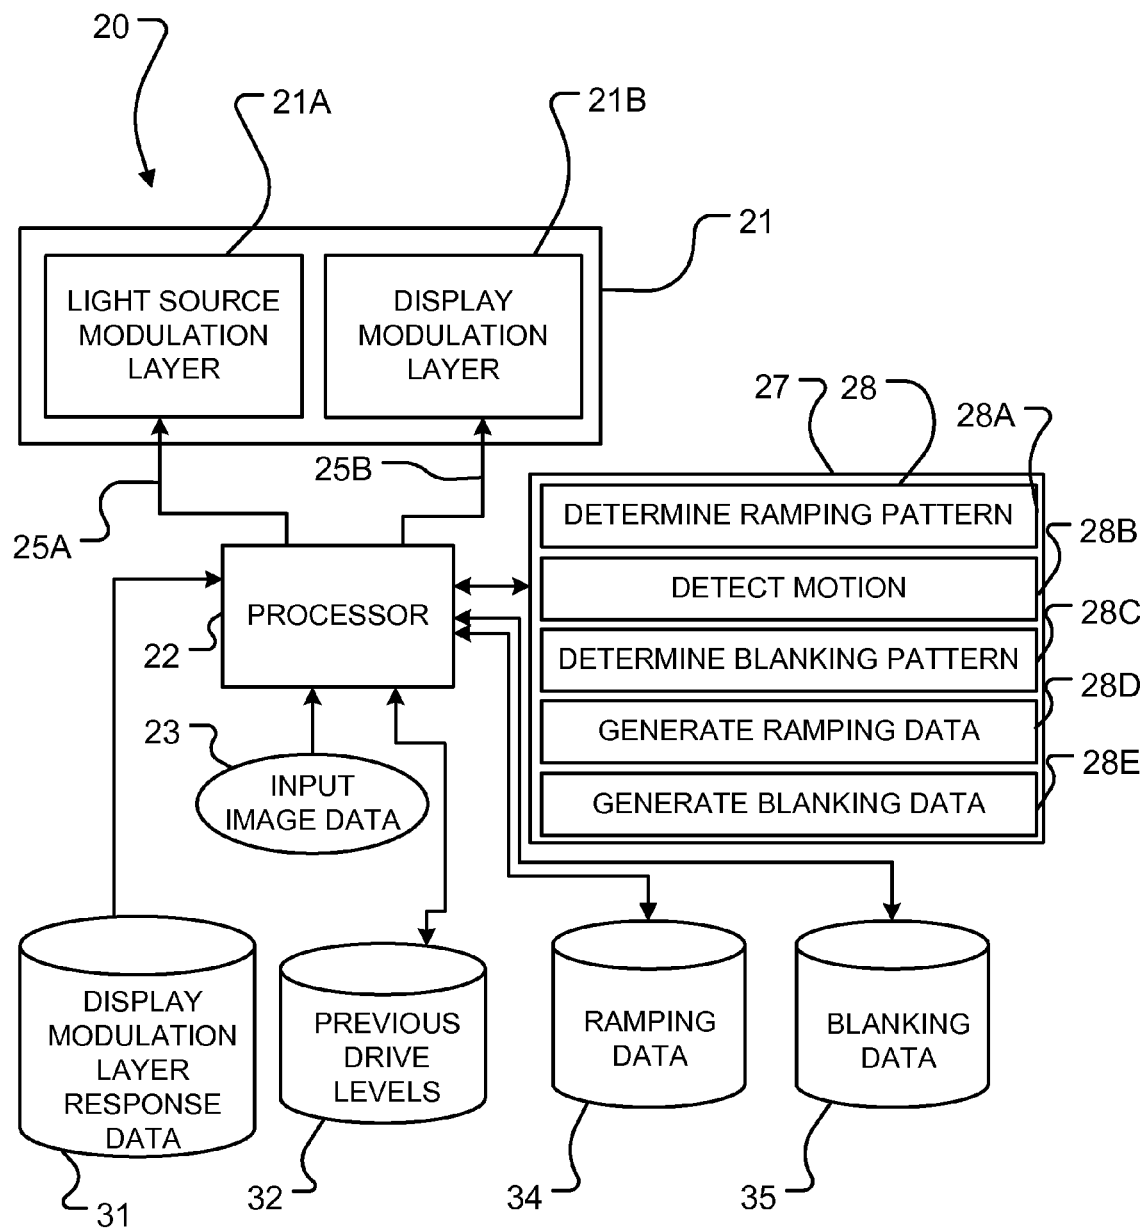 20
21A
21B
21
LIGHT SOURCE
MODULATION
LAYER
DISPLAY
MODULATION
LAYER
27
28
28A
25B
25A
DETERMINE RAMPING PATTERN
28B
DETECT MOTION
28C
PROCESSOR
22
DETERMINE BLANKING PATTERN
28D
GENERATE RAMPING DATA
28E
GENERATE BLANKING DATA
23
INPUT
IMAGE DATA
DISPLAY
MODULATION
LAYER
RESPONSE
DATA
PREVIOUS
DRIVE
LEVELS
RAMPING
DATA
BLANKING
DATA
31
32
34
35